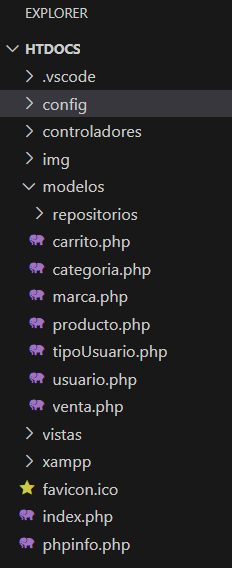 EXPLORER
HTDOCS
.vscode
config
controladores
img
modelos
repositorios
carrito.php
categoria.php
marca.php
producto.php
tipoUsuario.php
usuario.php
venta.php
vistas
xampp
favicon.ico
index.php
phpinfo.php